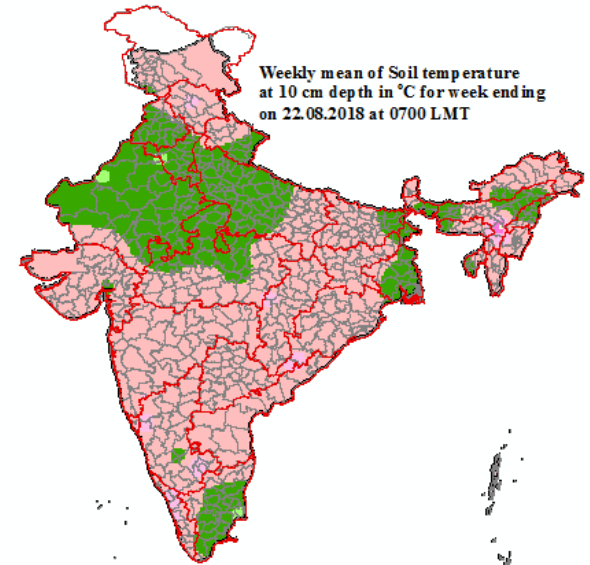 Weekly mean of Soil temperature
at 10 cm depth in °C for week ending
on 22.08.2018 at 0700 LMT